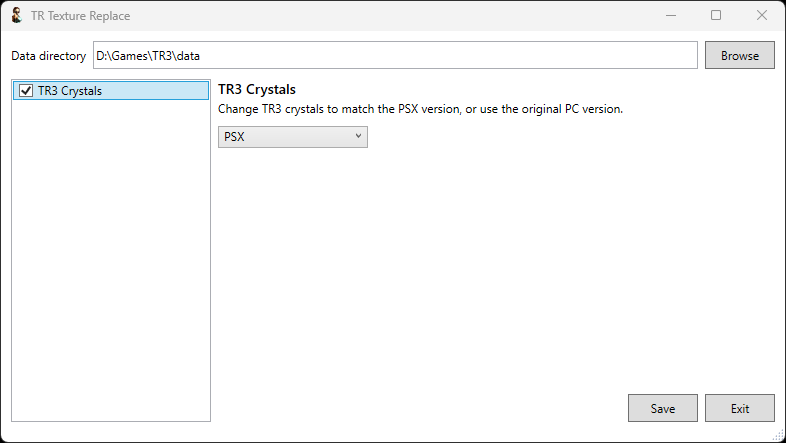 TR Texture Replace
Data directory
D:\Games\TR3\data
Browse
TR3 Crystals
TR3 Crystals
Change TR3 crystals to match the PSX version, or use the original PC version.
PSX
Save
Exit